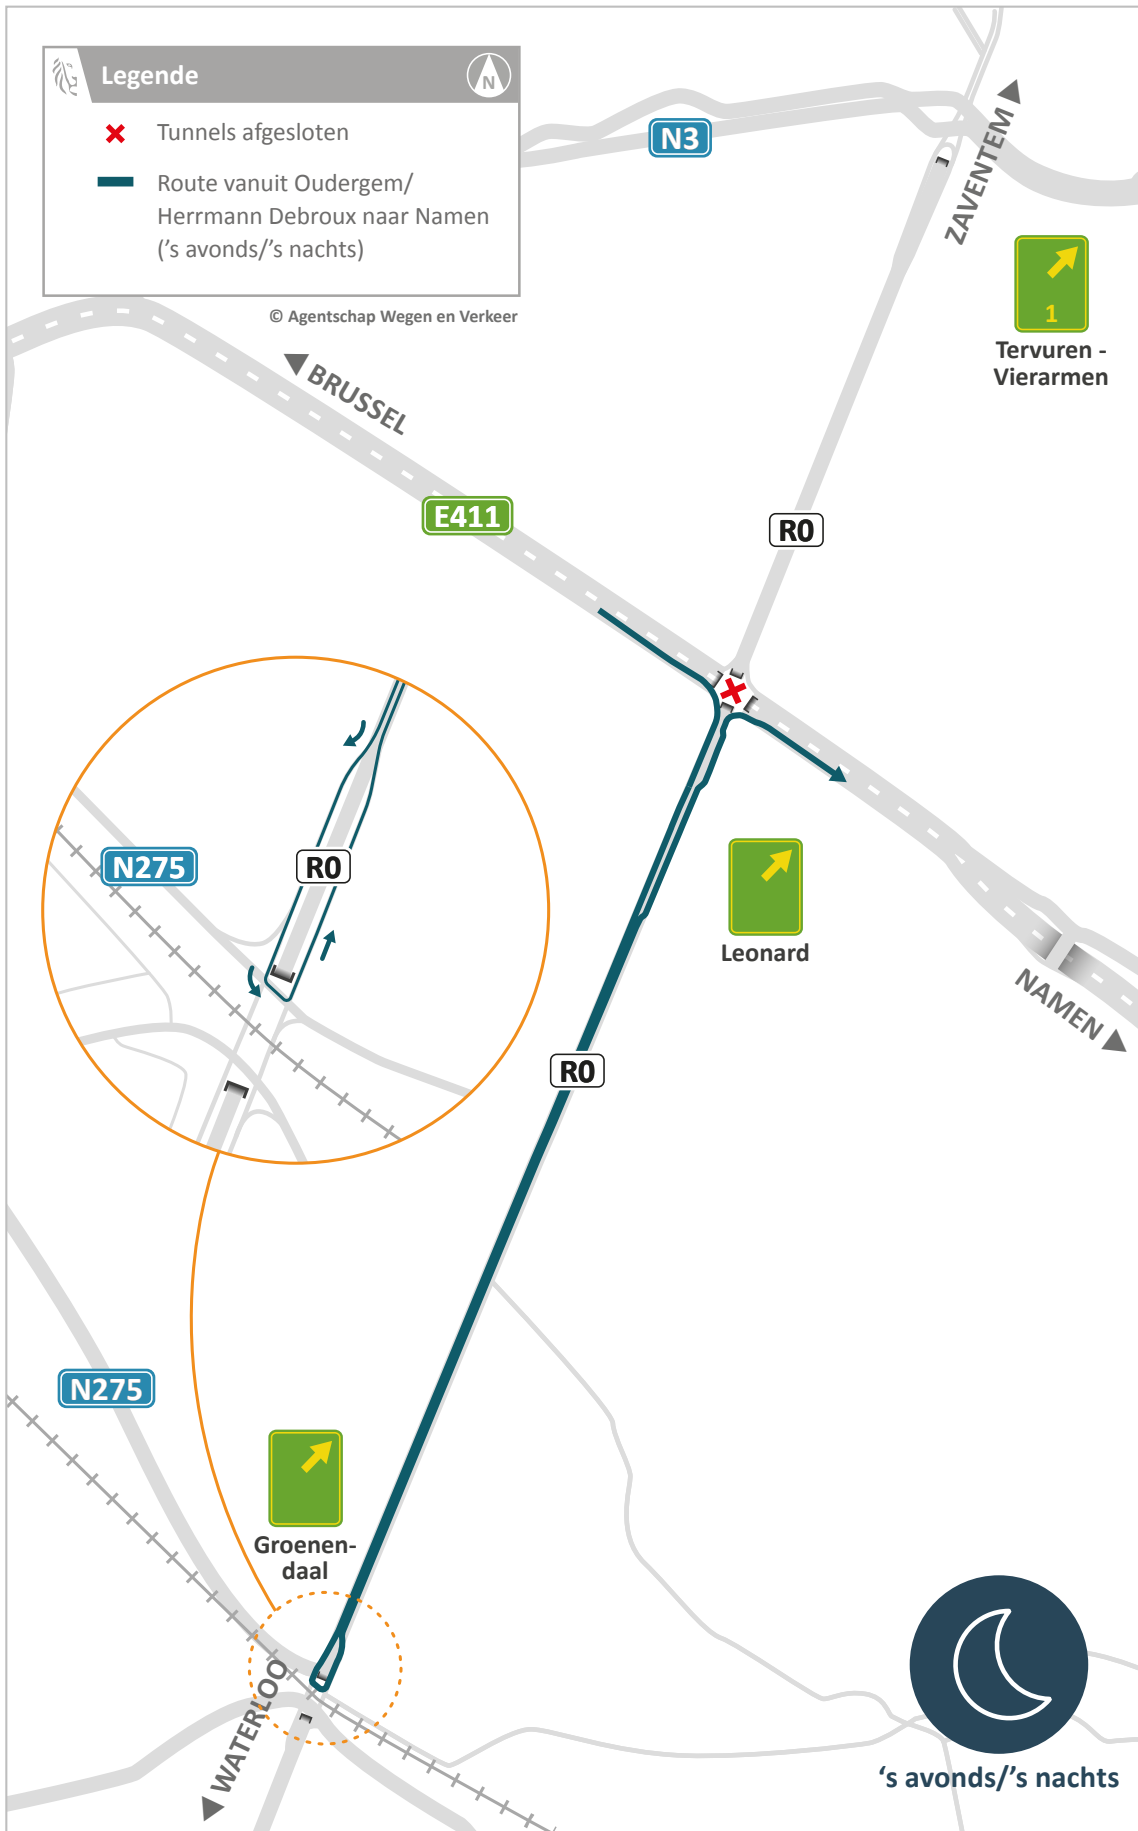 Legende
N
Tunnels afgesloten
Route vanuit Oudergem/
Herrmann Debroux naar Namen
('s avonds/'s nachts)
© Agentschap Wegen en Verkeer
N3
ZAVENTEM
1
Tervuren -
Vierarmen
BRUSSEL
E411
R0
N275
R0
Leonard
NAMEN
R0
N275
Groenen-
daal
WATERLOO
‘s avonds/'s nachts